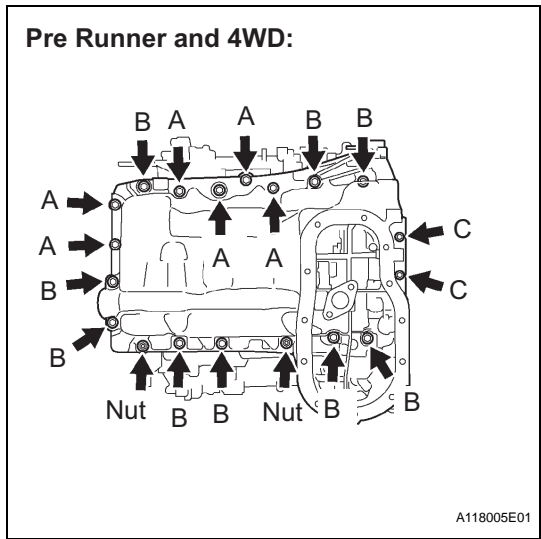 Pre Runner and 4WD:
B A A B B
A
A A A C
B C
B
Nut B B Nut B B
A118005E01